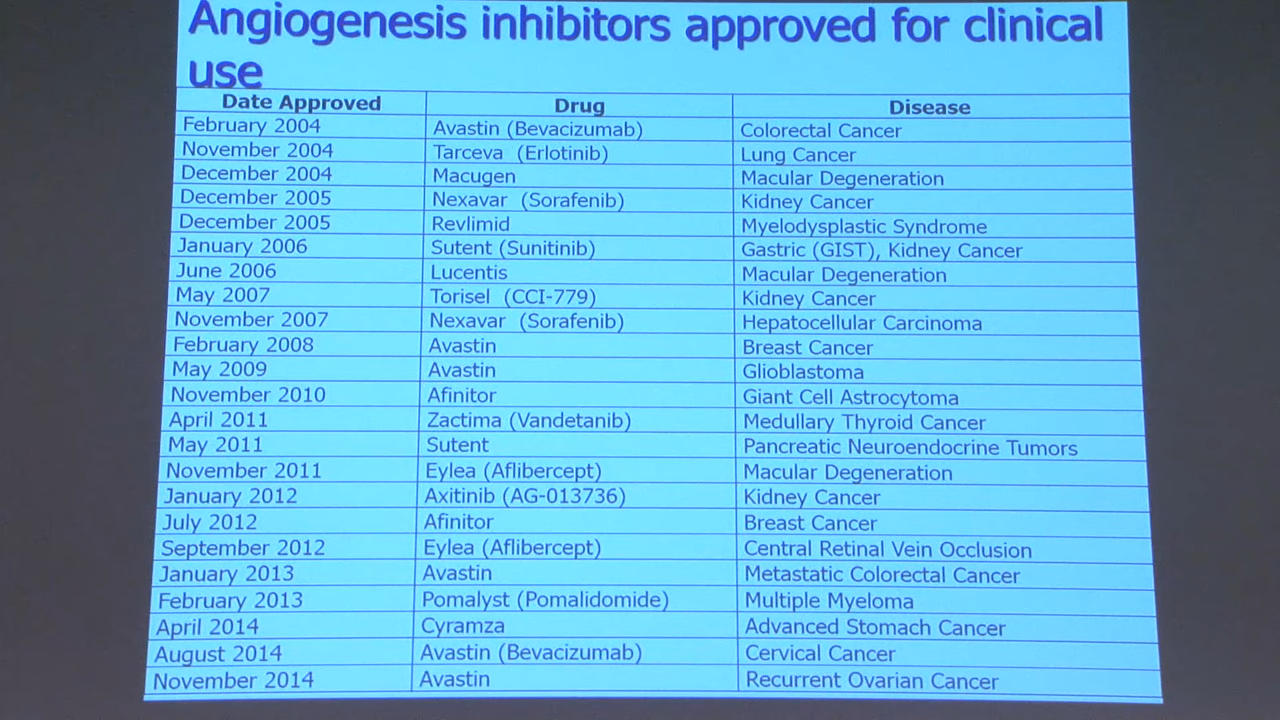 Angiogenesis inhibitors approved for clinical
use
Date Approved Drug Disease
February 2004 Avastin (Bevacizumab) Colorectal Cancer
November 2004 Tarceva (Erlotinib) Lung Cancer
December 2004 Macugen Macular Degeneration
December 2005 Nexavar (Sorafenib) Kidney Cancer
December 2005 Revlimid Myelodysplastic Syndrome
January 2006 Sutent (Sunitinib) Gastric (GIST), Kidney Cancer
June 2006 Lucentis Macular Degeneration
May 2007 Torisel (CCI-779) Kidney Cancer
November 2007 Nexavar (Sorafenib) Hepatocellular Carcinoma
February 2008 Avastin Breast Cancer
May 2009 Avastin Glioblastoma
November 2010 Afinitor Giant Cell Astrocytoma
April 2011 Zactima (Vandetanib) Medullary Thyroid Cancer
May 2011 Sutent Pancreatic Neuroendocrine Tumors
November 2011 Eylea (Aflibercept) Macular Degeneration
January 2012 Axitinib (AG-013736) Kidney Cancer
July 2012 Afinitor Breast Cancer
September 2012 Eylea (Aflibercept) Central Retinal Vein Occlusion
January 2013 Avastin Metastatic Colorectal Cancer
February 2013 Pomalyst (Pomalidomide) Multiple Myeloma
April 2014 Cyramza Advanced Stomach Cancer
August 2014 Avastin (Bevacizumab) Cervical Cancer
November 2014 Avastin Recurrent Ovarian Cancer